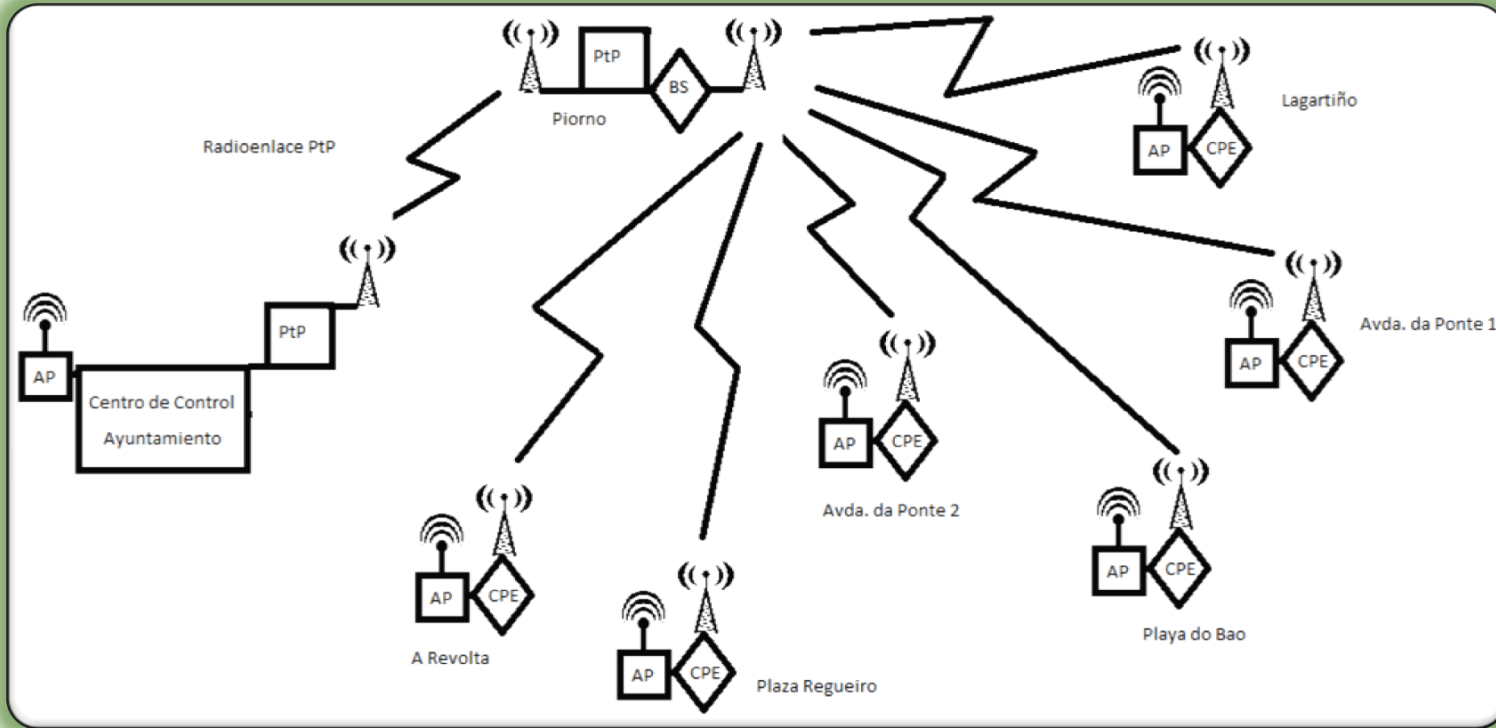 PtP
BS
Piorno
Radioenlace PtP
AP
CPE
Lagartiño
AP
CPE
Avda. da Ponte 1
PtP
AP
Centro de Control
Ayuntamiento
AP
CPE
Avda. da Ponte 2
AP
CPE
Playa do Bao
AP
CPE
A Revolta
AP
CPE
Plaza Regueiro